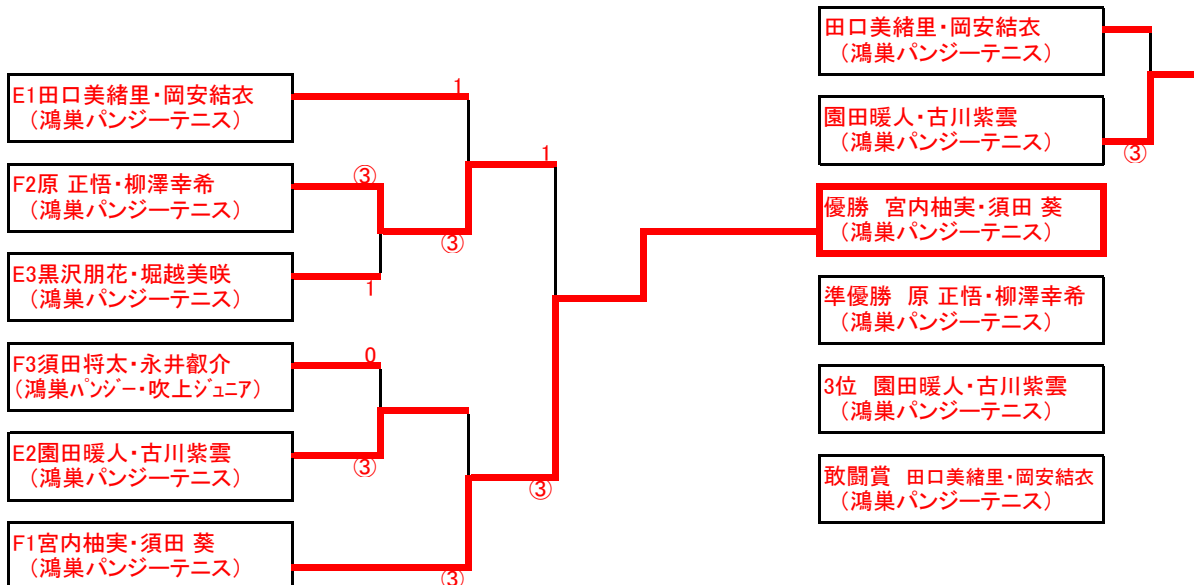 E1田口美緒里・岡安結衣
(鴻巣パンジーテニス)
1
F2原 正悟・柳澤幸希
(鴻巣パンジーテニス)
③
E3黒沢朋花・堀越美咲
(鴻巣パンジーテニス)
1
③
1
F3須田将太・永井叡介
(鴻巣ﾊﾟﾝｼﾞｰ・吹上ｼﾞｭﾆｱ)
0
E2園田暖人・古川紫雲
(鴻巣パンジーテニス)
③
F1宮内柚実・須田 葵
(鴻巣パンジーテニス)
③
③
田口美緒里・岡安結衣
(鴻巣パンジーテニス)
園田暖人・古川紫雲
(鴻巣パンジーテニス)
③
優勝 宮内柚実・須田 葵
(鴻巣パンジーテニス)
準優勝 原 正悟・柳澤幸希
(鴻巣パンジーテニス)
3位 園田暖人・古川紫雲
(鴻巣パンジーテニス)
敢闘賞 田口美緒里・岡安結衣
(鴻巣パンジーテニス)